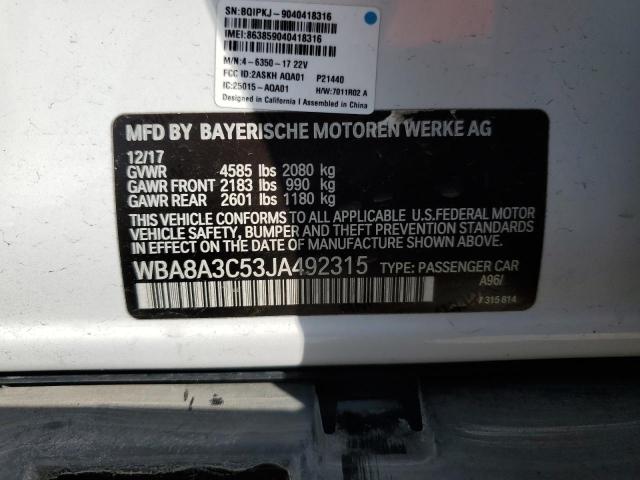 SN:8QIPKJ-9040418316
IMEI:863859040418316
M/N:4-6350-17 22V
FCC ID:2ASKH AQA01 P21440
IC:25015-AQA01 H/W:7011R02 A
Designed in California I Assembled in China
MFD BY BAYERISCHE MOTOREN WERKE AG
12/17
GVWR 4585 lbs 2080 kg
GAWR FRONT 2183 lbs 990 kg
GAWR REAR 2601 lbs 1180 kg
THIS VEHICLE CONFORMS TO ALL APPLICABLE U.S.FEDERAL MOTOR
VEHICLE SAFETY, BUMPER, AND THEFT PREVENTION STANDARDS
IN EFFECT ON THE DATE OF MANUFACTURE SHOWN ABOVE.
WBA8A3C53JA492315 TYPE: PASSENGER CAR
A96/
7 315 814